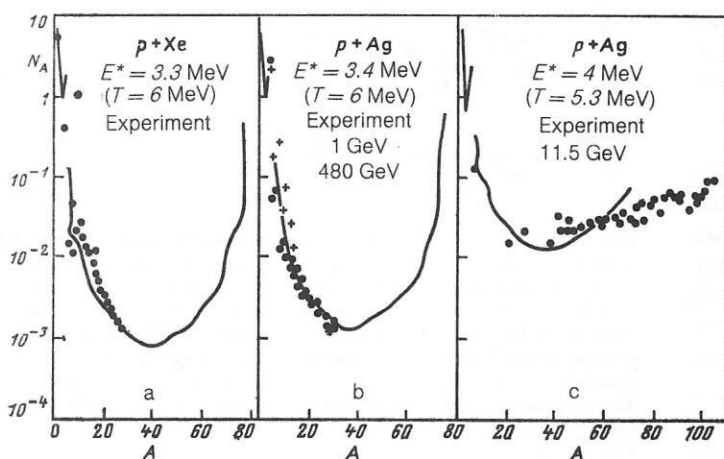 10
N_A
1
10⁻¹
10⁻²
10⁻³
10⁻⁴
p + Xe
E* = 3.3 MeV
(T = 6 MeV)
Experiment
a
0 20 40 60 80
A
p + Ag
E* = 3.4 MeV
(T = 6 MeV)
Experiment
1 GeV
480 GeV
b
0 20 40 60 80
A
p + Ag
E* = 4 MeV
(T = 5.3 MeV)
Experiment
11.5 GeV
c
0 20 40 60 80 100
A